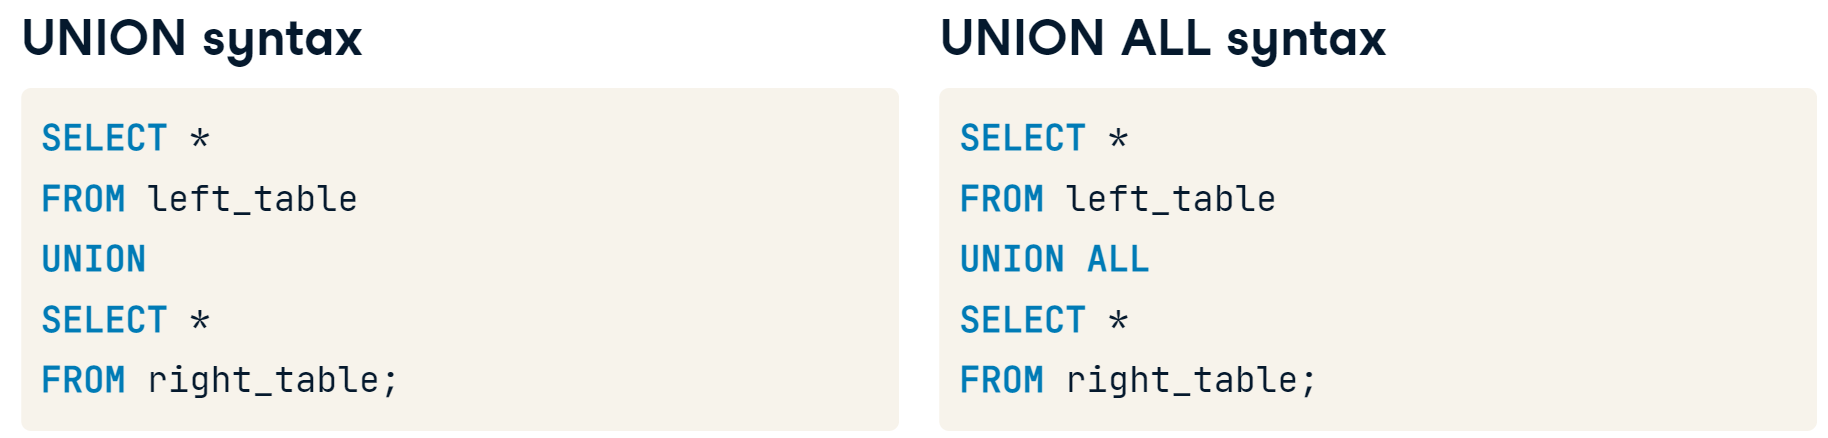 UNION syntax
SELECT *
FROM left_table
UNION
SELECT *
FROM right_table;
UNION ALL syntax
SELECT *
FROM left_table
UNION ALL
SELECT *
FROM right_table;